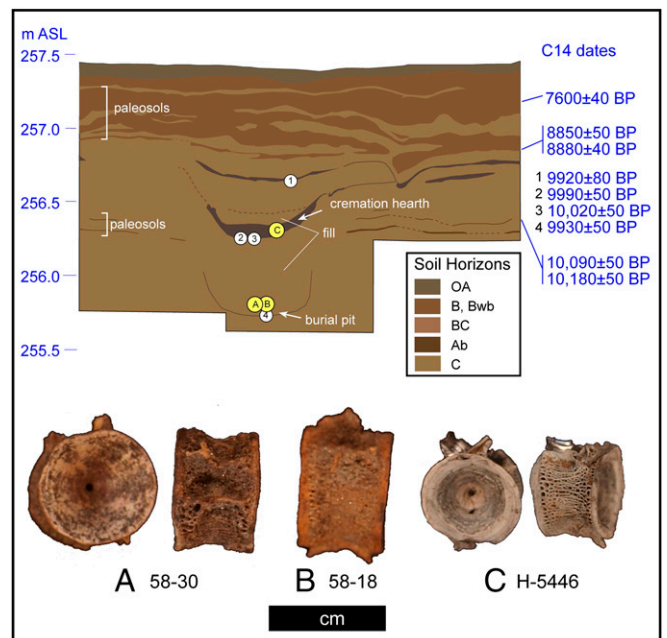 m ASL
257.5
257.0
256.5
256.0
255.5
paleosols
paleosols
1
2
3
C
cremation hearth
fill
A
B
4
burial pit
C14 dates
7600±40 BP
8850±50 BP
8880±40 BP
1 9920±80 BP
2 9990±50 BP
3 10,020±50 BP
4 9930±50 BP
10,090±50 BP
10,180±50 BP
Soil Horizons
OA
B, Bwb
BC
Ab
C
A 58-30
B 58-18
C H-5446
cm